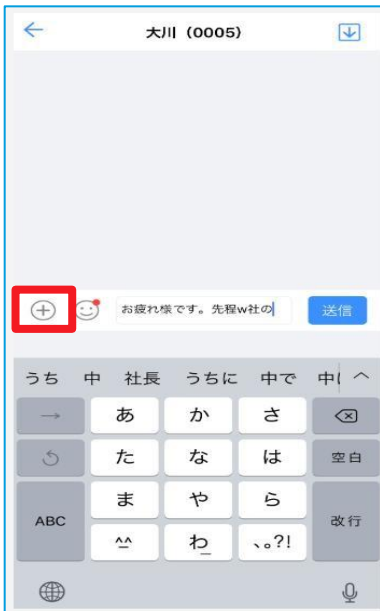 大川（0005）
お疲れ様です。先程w社の
送信
うち 中 社長 うちに 中で
あ か さ
た な は 空白
ま や ら
ABC 改行
^^ わ 、。?!